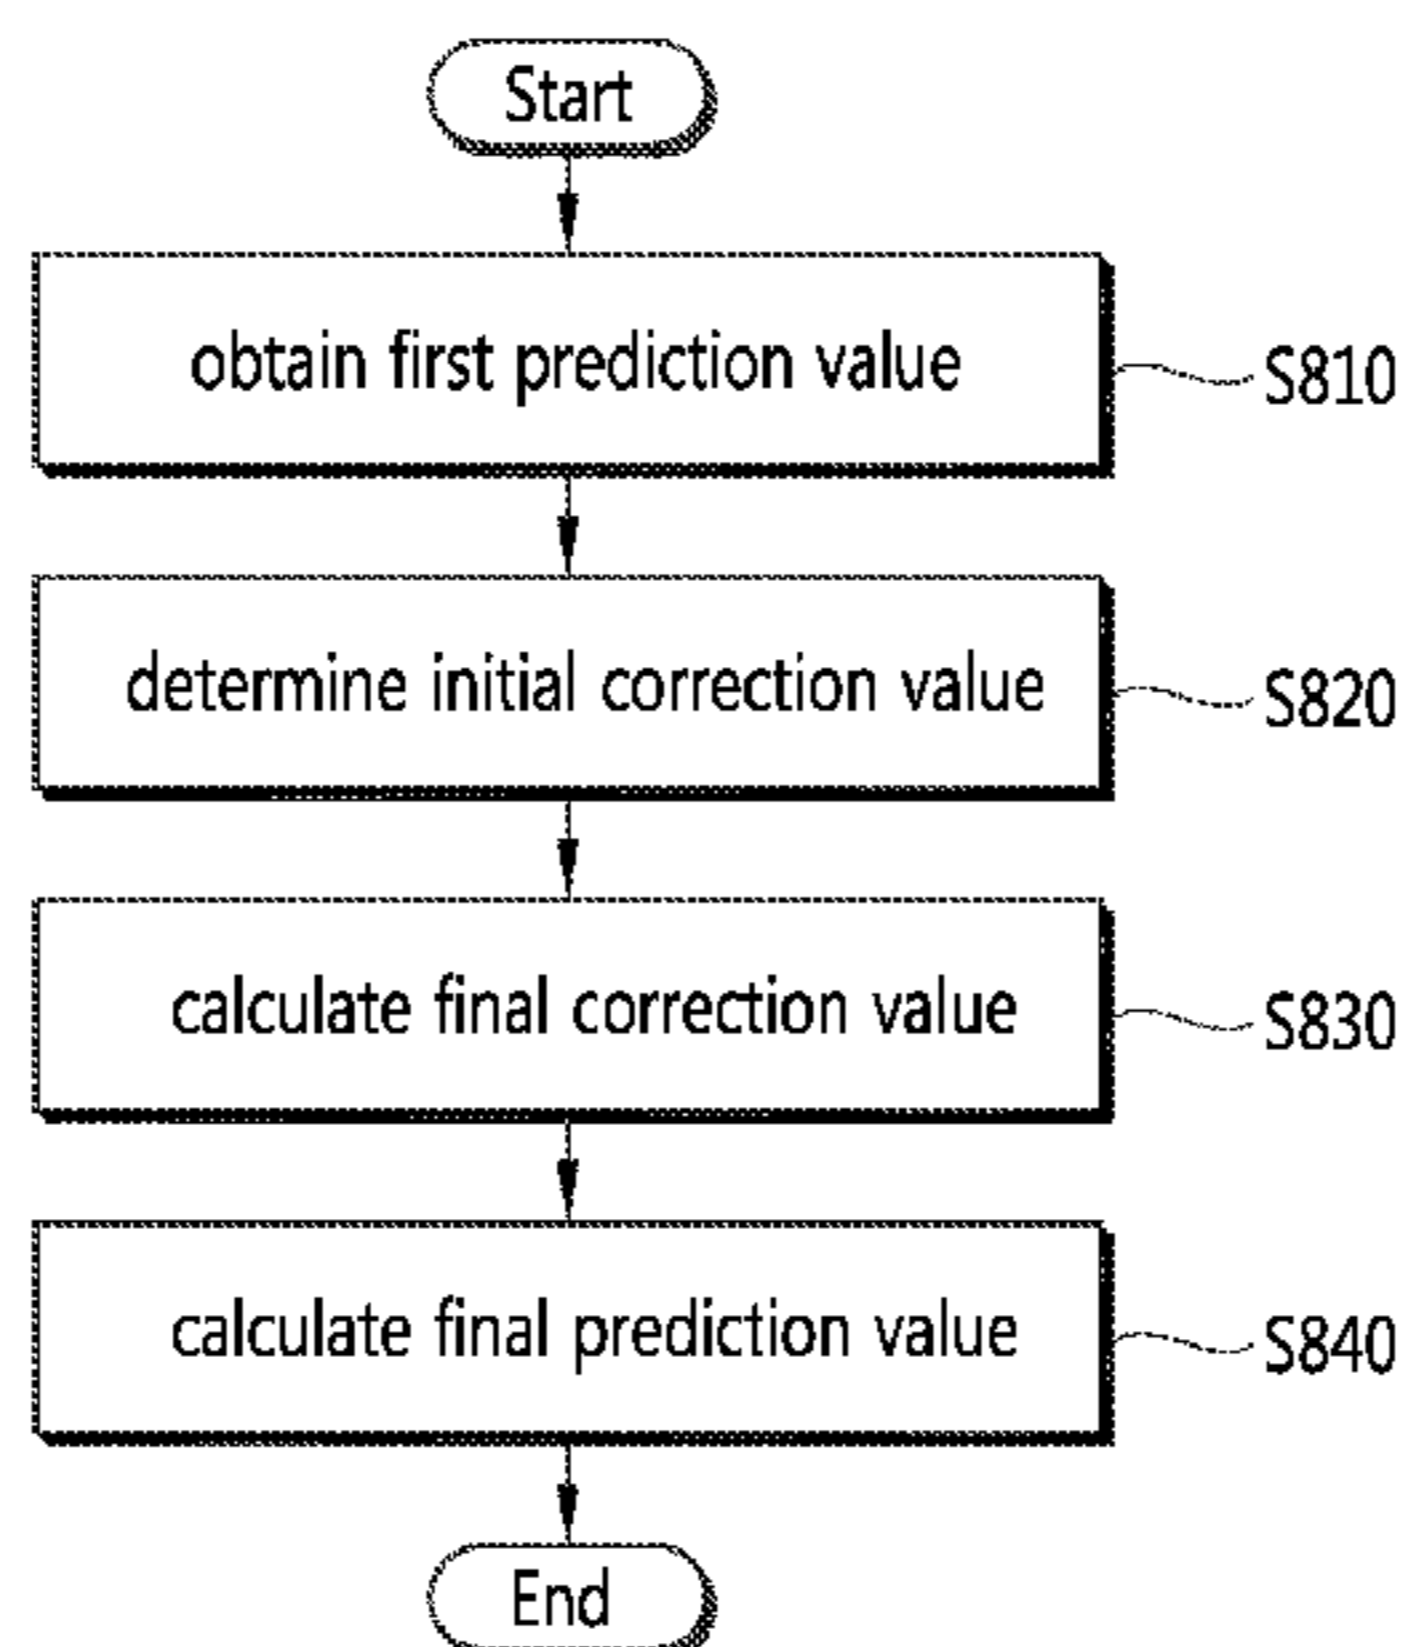 Start
obtain first prediction value
S810
determine initial correction value
S820
calculate final correction value
S830
calculate final prediction value
S840
End